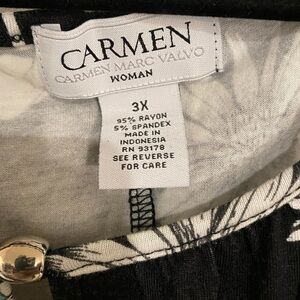 CARMEN
CARMEN MARC VALVO
WOMAN
3X
95% RAYON
5% SPANDEX
MADE IN
INDONESIA
RN 93178
SEE REVERSE
FOR CARE